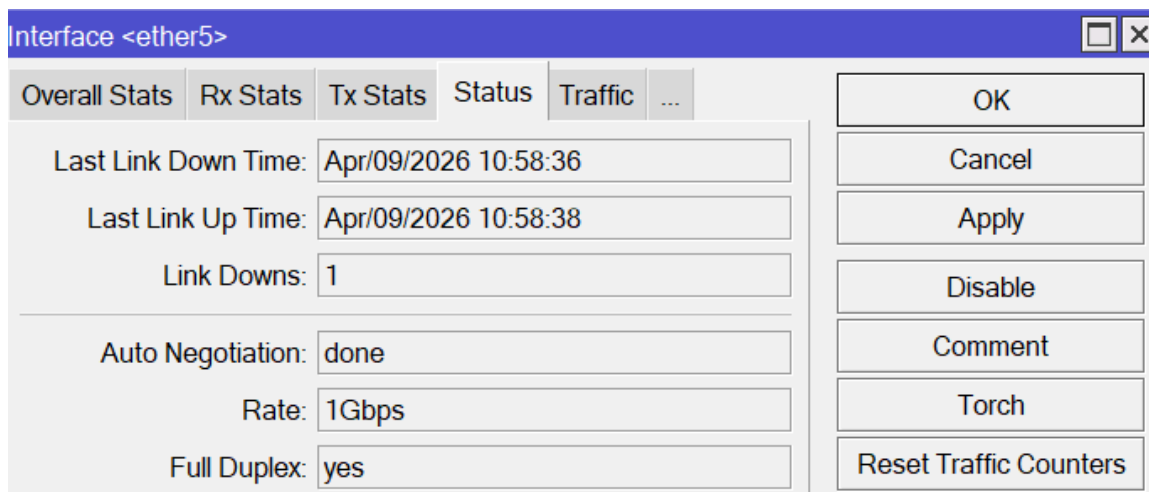 Interface <ether5>
Overall Stats Rx Stats Tx Stats Status Traffic ...
Last Link Down Time: Apr/09/2026 10:58:36
Last Link Up Time: Apr/09/2026 10:58:38
Link Downs: 1
Auto Negotiation: done
Rate: 1Gbps
Full Duplex: yes
OK
Cancel
Apply
Disable
Comment
Torch
Reset Traffic Counters